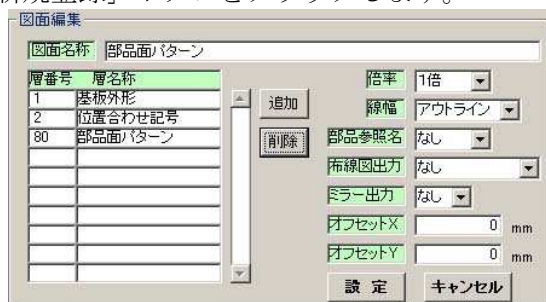 図面編集
図面名称 部品面パターン
層番号 層名称
1 基板外形
2 位置合わせ記号
80 部品面パターン
追加
削除
倍率 1倍
線幅 アウトライン
部品参照名 なし
布線図出力 なし
ミラー出力 なし
オフセットX 0 mm
オフセットY 0 mm
設定 キャンセル